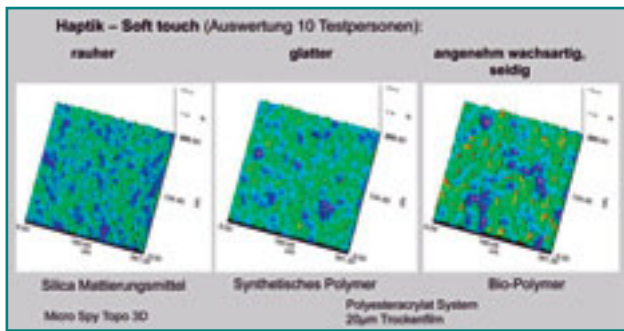 Haptik – Soft touch (Auswertung 10 Testpersonen):
rauher
glatter
angenehm wachsartig,
seidig
Silica Mattierungsmittel
Synthetisches Polymer
Bio-Polymer
Micro Spy Topo 3D
Polyesteracrylat System
20µm Trockenfilm